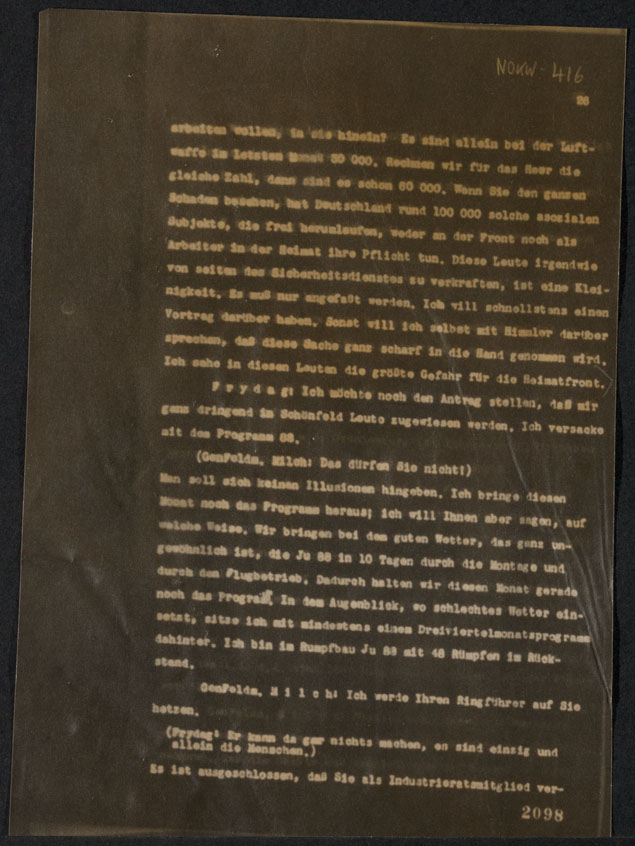 NOKW-416
26
arbeiten wollen, in sie hinein? Es sind allein bei der Luft-
waffe im letzten Monat 30 000. Rechnen wir für das Heer die
gleiche Zahl, dann sind es schon 60 000. Wenn Sie den ganzen
Schaden besehen, hat Deutschland rund 100 000 solche asozialen
Subjekte, die frei herumlaufen, weder an der Front noch als
Arbeiter in der Heimat ihre Pflicht tun. Diese Leute irgendwie
von seiten des Sicherheitsdienstes zu verkraften, ist eine Klei-
nigkeit. Es muß nur angefaßt werden. Ich will schnellstens einen
Vortrag darüber haben. Sonst will ich selbst mit Himmler darüber
sprechen, daß diese Sache ganz scharf in die Hand genommen wird.
Ich sehe in diesen Leuten die größte Gefahr für die Heimatfront.
F r y d a g: Ich möchte noch den Antrag stellen, daß mir
ganz dringend im Schönfeld Leute zugewiesen werden. Ich versacke
mit dem Programm 88.
(GenFeldm. Milch: Das dürfen Sie nicht!)
Man soll sich keinen Illusionen hingeben. Ich bringe diesen
Monat noch das Programm heraus; ich will Ihnen aber sagen, auf
welche Weise. Wir bringen bei dem guten Wetter, das ganz un-
gewöhnlich ist, die Ju 88 in 10 Tagen durch die Montage und
durch den Flugbetrieb. Dadurch halten wir diesen Monat gerade
noch das Programm. In dem Augenblick, wo schlechtes Wetter ein-
setzt, sitze ich mit mindestens einem Dreiviertelmonatsprogramm
dahinter. Ich bin im Rumpfbau Ju 88 mit 48 Rümpfen im Rück-
stand.
GenFeldm. M i l c h: Ich werde Ihren Ringführer auf Sie
hetzen.
(Frydag: Er kann da gar nichts machen, es sind einzig und
allein die Menschen.)
Es ist ausgeschlossen, daß Sie als Industrieratsmitglied ver-
2098